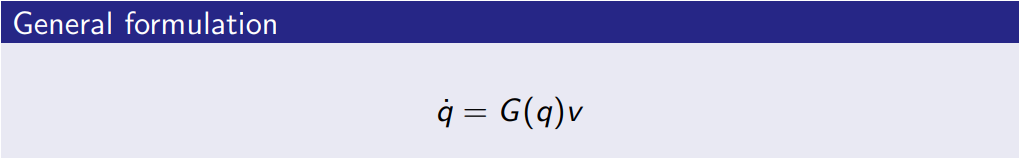 General formulation
q̇ = G(q)v